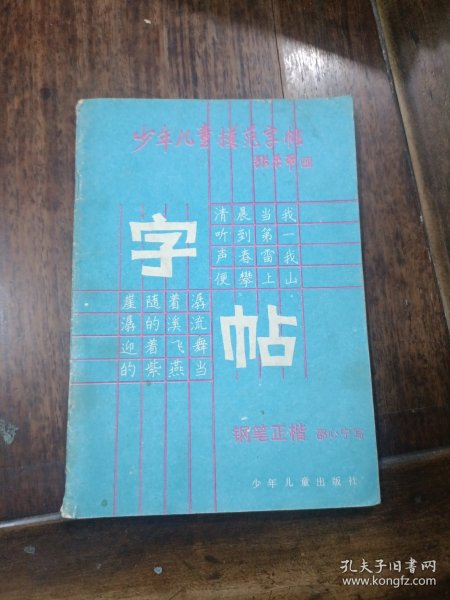 少年儿童模范字帖
字帖
清晨当我
听到第一
声春雷我
便攀上山
崖随着潺
潺的溪流
迎着飞舞
的紫燕当
钢笔正楷
少年儿童出版社
孔夫子旧书网
www.kongfz.com